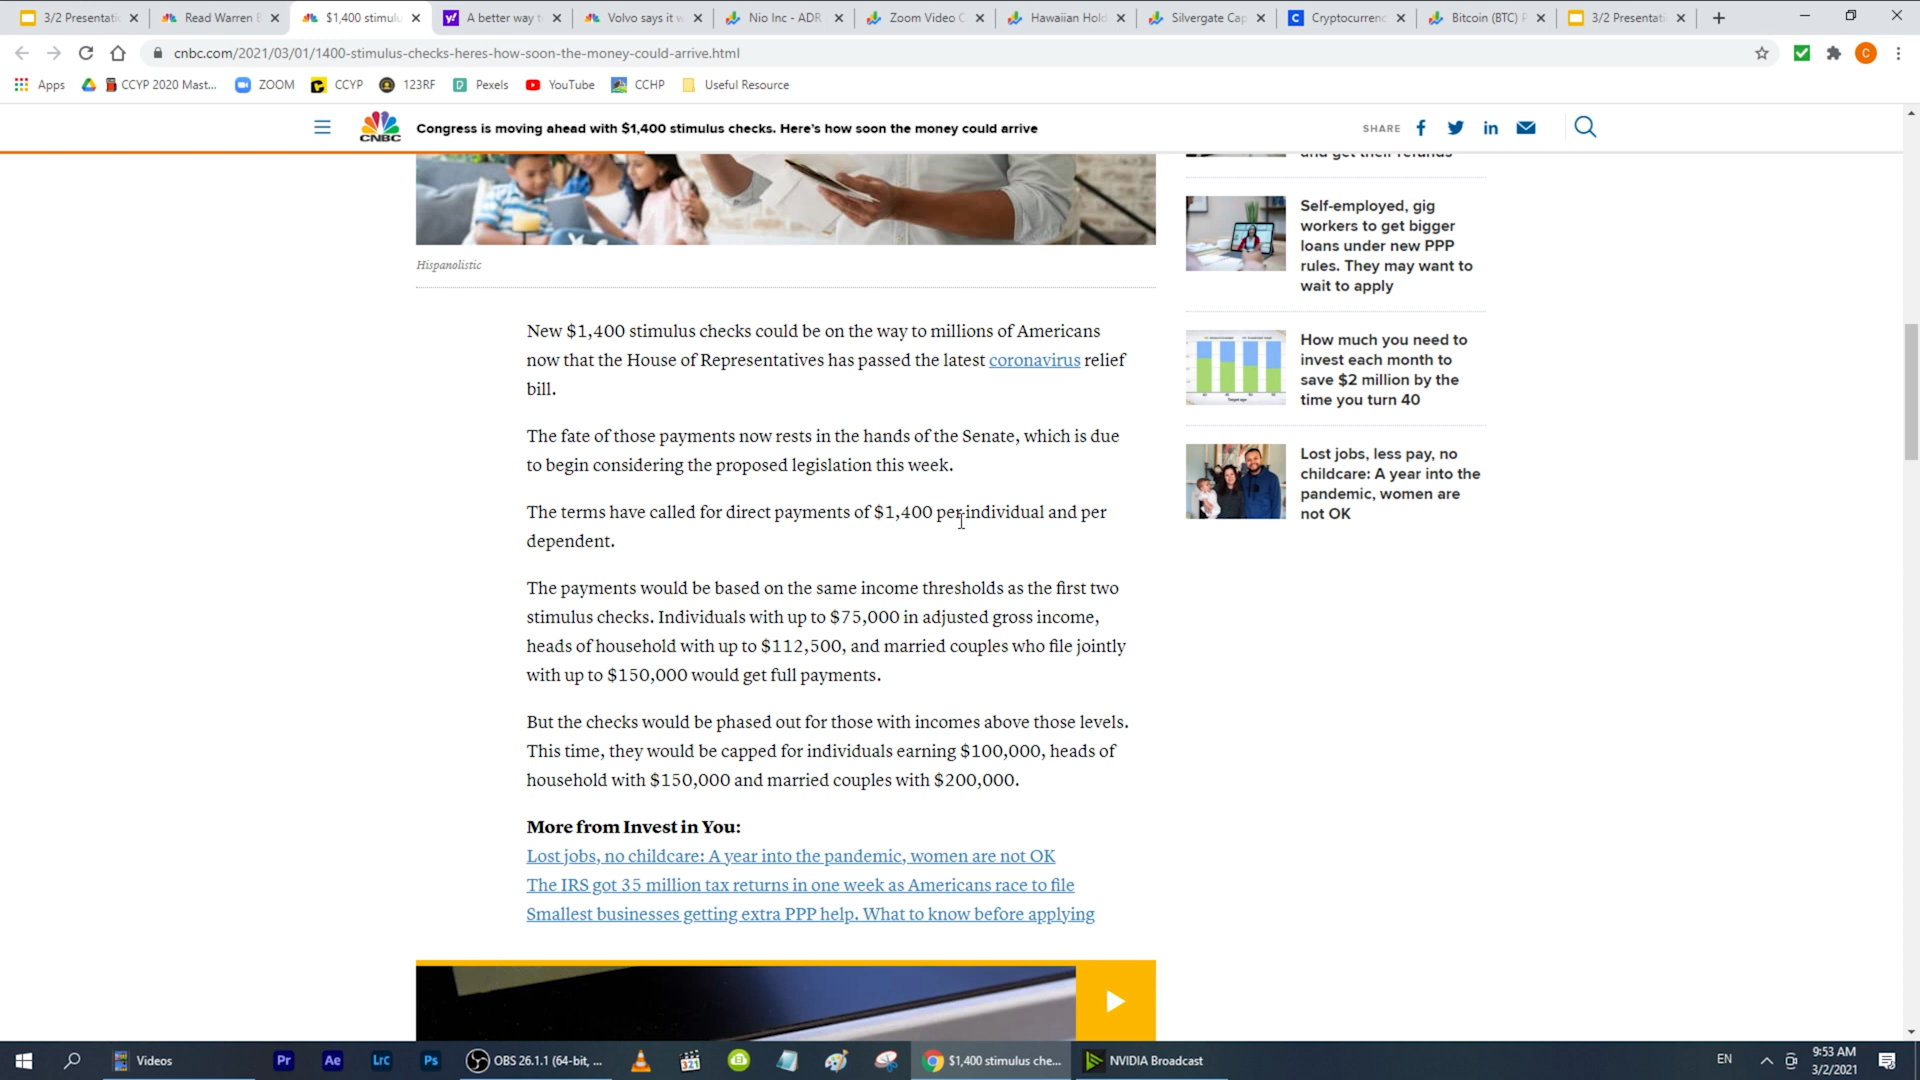 3/2 Presentati
Read Warren B
$1,400 stimulu
A better way t
Volvo says it w
Nio Inc - ADR
Zoom Video C
Hawaiian Hold
Silvergate Cap
Cryptocurrenc
Bitcoin (BTC) P
3/2 Presentati
cnbc.com/2021/03/01/1400-stimulus-checks-heres-how-soon-the-money-could-arrive.html
C
Apps
CCYP 2020 Mast...
ZOOM
CCYP
123RF
Pexels
YouTube
CCHP
Useful Resource
CNBC
Congress is moving ahead with $1,400 stimulus checks. Here's how soon the money could arrive
SHARE
Hispanolistic
New $1,400 stimulus checks could be on the way to millions of Americans
now that the House of Representatives has passed the latest coronavirus relief
bill.
The fate of those payments now rests in the hands of the Senate, which is due
to begin considering the proposed legislation this week.
The terms have called for direct payments of $1,400 per individual and per
dependent.
The payments would be based on the same income thresholds as the first two
stimulus checks. Individuals with up to $75,000 in adjusted gross income,
heads of household with up to $112,500, and married couples who file jointly
with up to $150,000 would get full payments.
But the checks would be phased out for those with incomes above those levels.
This time, they would be capped for individuals earning $100,000, heads of
household with $150,000 and married couples with $200,000.
More from Invest in You:
Lost jobs, no childcare: A year into the pandemic, women are not OK
The IRS got 35 million tax returns in one week as Americans race to file
Smallest businesses getting extra PPP help. What to know before applying
and get their refunds
Self-employed, gig
workers to get bigger
loans under new PPP
rules. They may want to
wait to apply
How much you need to
invest each month to
save $2 million by the
time you turn 40
Lost jobs, less pay, no
childcare: A year into the
pandemic, women are
not OK
Videos
Pr
Ae
Lrc
Ps
OBS 26.1.1 (64-bit, ...
321
$1,400 stimulus che...
NVIDIA Broadcast
EN
9:53 AM
3/2/2021